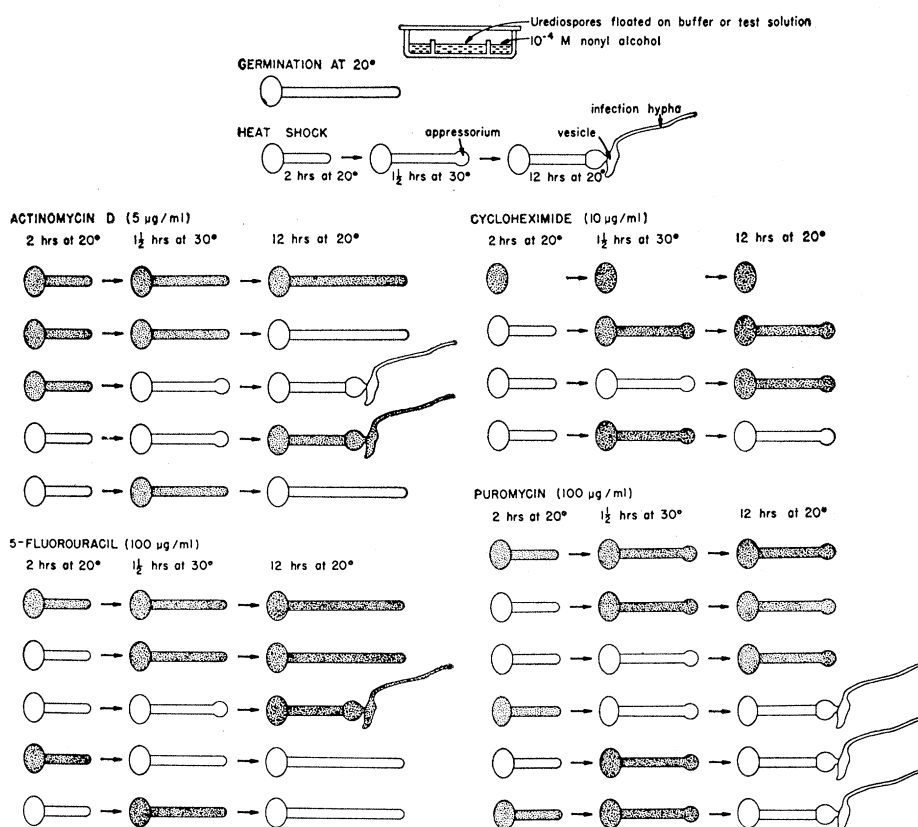 Urediospores floated on buffer or test solution
10⁻⁴ M nonyl alcohol
GERMINATION AT 20°
infection hypha
HEAT SHOCK
appressorium
vesicle
2 hrs at 20°
1½ hrs at 30°
12 hrs at 20°
ACTINOMYCIN D (5 µg/ml)
2 hrs at 20° 1½ hrs at 30° 12 hrs at 20°
CYCLOHEXIMIDE (10 µg/ml)
2 hrs at 20° 1½ hrs at 30° 12 hrs at 20°
5-FLUOROURACIL (100 µg/ml)
2 hrs at 20° 1½ hrs at 30° 12 hrs at 20°
PUROMYCIN (100 µg/ml)
2 hrs at 20° 1½ hrs at 30° 12 hrs at 20°